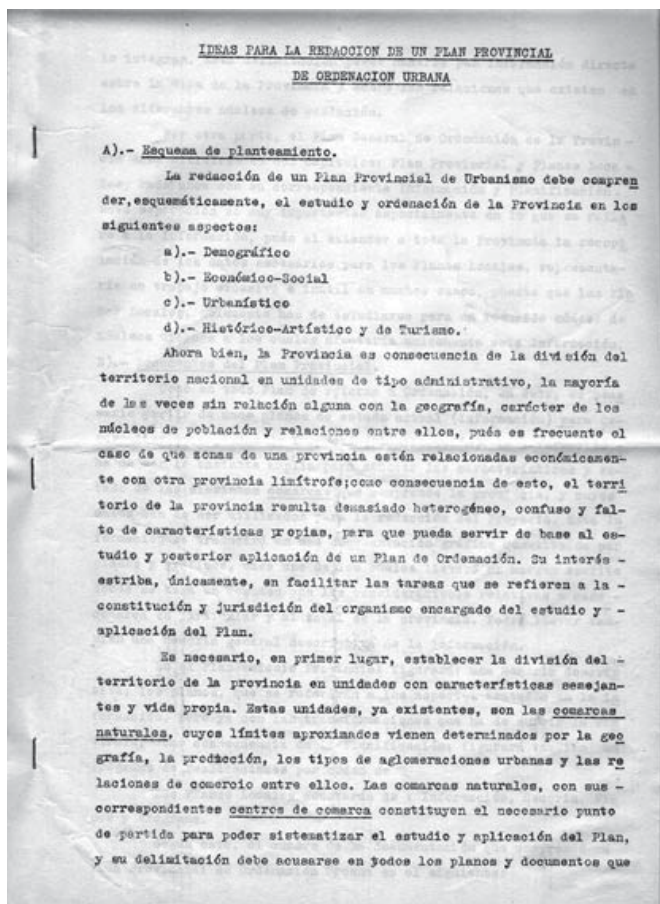 IDEAS PARA LA REDACCION DE UN PLAN PROVINCIAL
DE ORDENACION URBANA
A).- Esquema de planteamiento.
La redacción de un Plan Provincial de Urbanismo debe compren
der,esquemáticamente, el estudio y ordenación de la Provincia en los
siguientes aspectos:
a).- Demográfico
b).- Económico-Social
c).- Urbanístico
d).- Histórico-Artístico y de Turismo.
Ahora bien, la Provincia es consecuencia de la división del
territorio nacional en unidades de tipo administrativo, la mayoría
de las veces sin relación alguna con la geografía, carácter de los
núcleos de población y relaciones entre ellos, pués es frecuente el
caso de que zonas de una provincia estén relacionadas económicamen-
te con otra provincia limítrofe;como consecuencia de esto, el terri
torio de la provincia resulta demasiado heterogéneo, confuso y fal-
to de características propias, para que pueda servir de base al es-
tudio y posterior aplicación de un Plan de Ordenación. Su interés -
estriba, únicamente, en facilitar las tareas que se refieren a la -
constitución y jurisdición del organismo encargado del estudio y -
aplicación del Plan.
Es necesario, en primer lugar, establecer la división del -
territorio de la provincia en unidades con características semejan-
tes y vida propia. Estas unidades, ya existentes, son las comarcas
naturales, cuyos límites aproximados vienen determinados por la geo
grafía, la producción, los tipos de aglomeraciones urbanas y las re
laciones de comercio entre ellos. Las comarcas naturales, con sus -
correspondientes centros de comarca constituyen el necesario punto
de partida para poder sistematizar el estudio y aplicación del Plan,
y su delimitación debe acusarse en todos los planos y documentos que